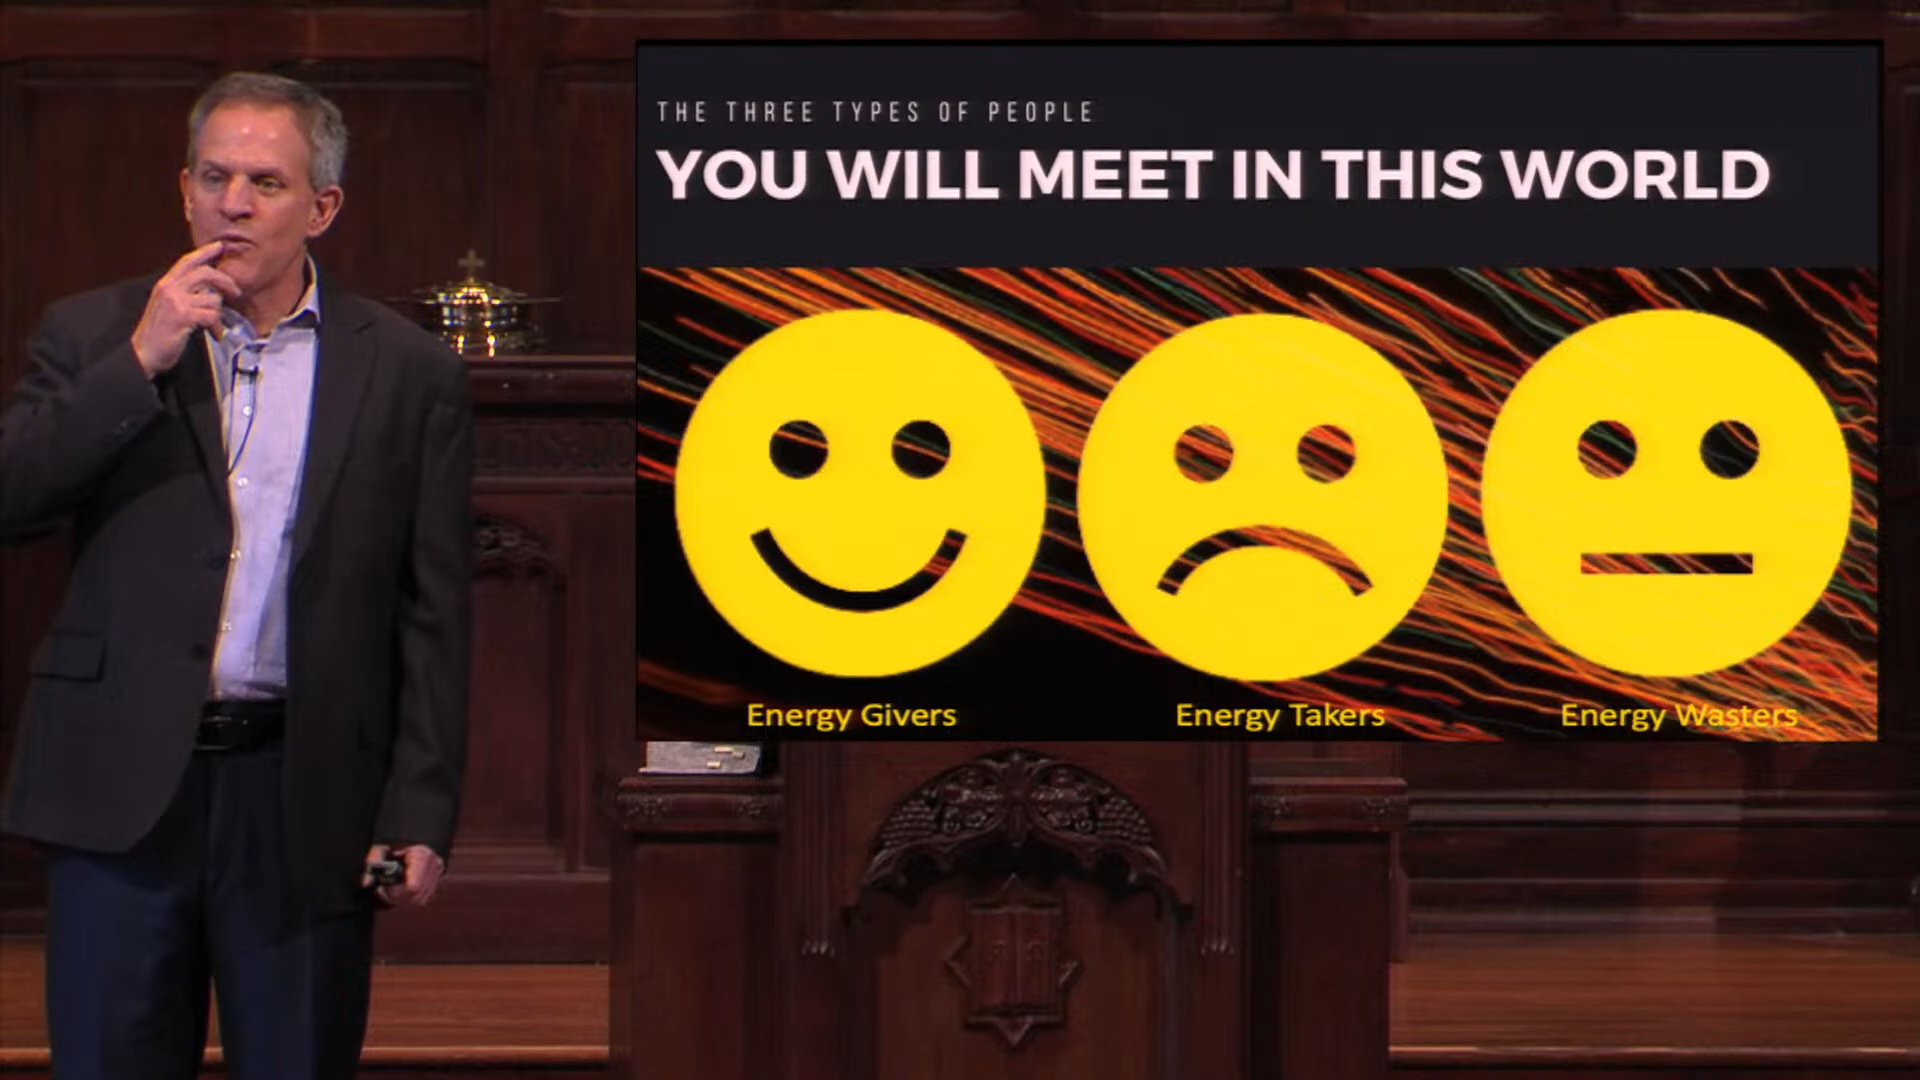 THE THREE TYPES OF PEOPLE
YOU WILL MEET IN THIS WORLD
Energy Givers
Energy Takers
Energy Wasters